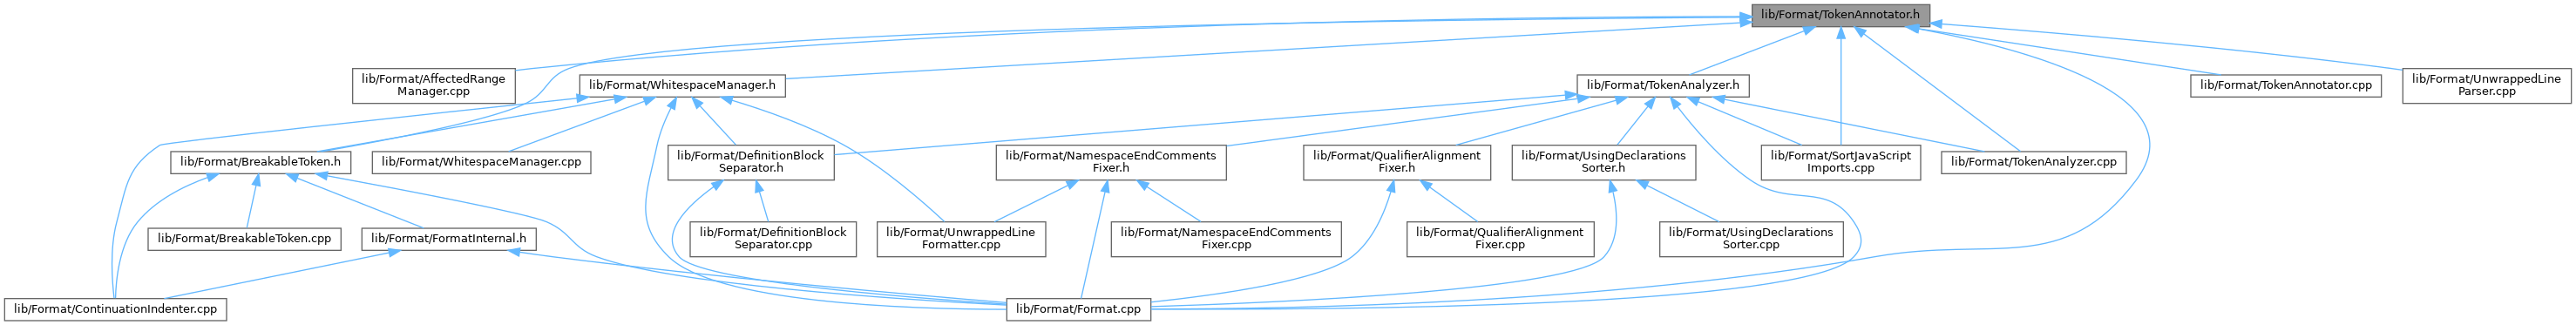 lib/Format/TokenAnnotator.h
lib/Format/AffectedRange
Manager.cpp
lib/Format/WhitespaceManager.h
lib/Format/TokenAnalyzer.h
lib/Format/TokenAnnotator.cpp
lib/Format/UnwrappedLine
Parser.cpp
lib/Format/BreakableToken.h
lib/Format/WhitespaceManager.cpp
lib/Format/DefinitionBlock
Separator.h
lib/Format/NamespaceEndComments
Fixer.h
lib/Format/QualifierAlignment
Fixer.h
lib/Format/UsingDeclarations
Sorter.h
lib/Format/SortJavaScript
Imports.cpp
lib/Format/TokenAnalyzer.cpp
lib/Format/BreakableToken.cpp
lib/Format/FormatInternal.h
lib/Format/DefinitionBlock
Separator.cpp
lib/Format/UnwrappedLine
Formatter.cpp
lib/Format/NamespaceEndComments
Fixer.cpp
lib/Format/QualifierAlignment
Fixer.cpp
lib/Format/UsingDeclarations
Sorter.cpp
lib/Format/ContinuationIndenter.cpp
lib/Format/Format.cpp